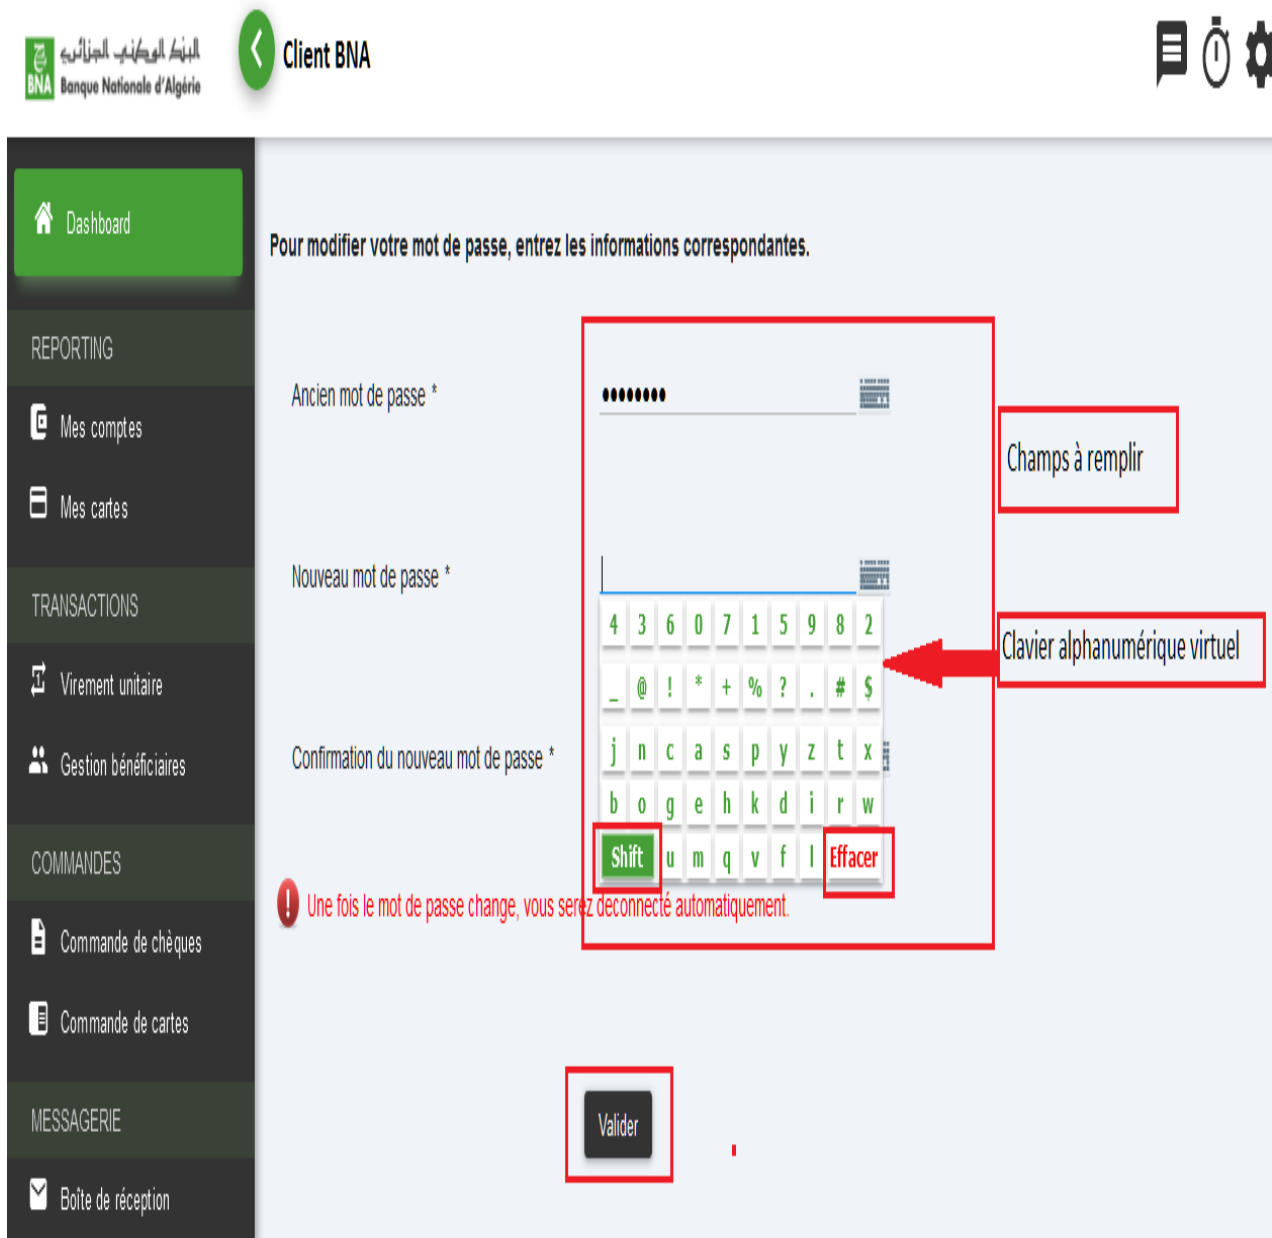 البنك الوطني الجزائري
BNA
Banque Nationale d'Algérie
Client BNA
Dashboard
REPORTING
Mes comptes
Mes cartes
TRANSACTIONS
Virement unitaire
Gestion bénéficiaires
COMMANDES
Commande de chèques
Commande de cartes
MESSAGERIE
Boîte de réception
Pour modifier votre mot de passe, entrez les informations correspondantes.
Ancien mot de passe *
••••••••
Champs à remplir
Nouveau mot de passe *
4 3 6 0 7 1 5 9 8 2
_ @ ! * + % ? . # $
j n c a s p y z t x
b o g e h k d i r w
Shift u m q v f l Effacer
Clavier alphanumérique virtuel
Confirmation du nouveau mot de passe *
Une fois le mot de passe change, vous serez deconnecté automatiquement.
Valider